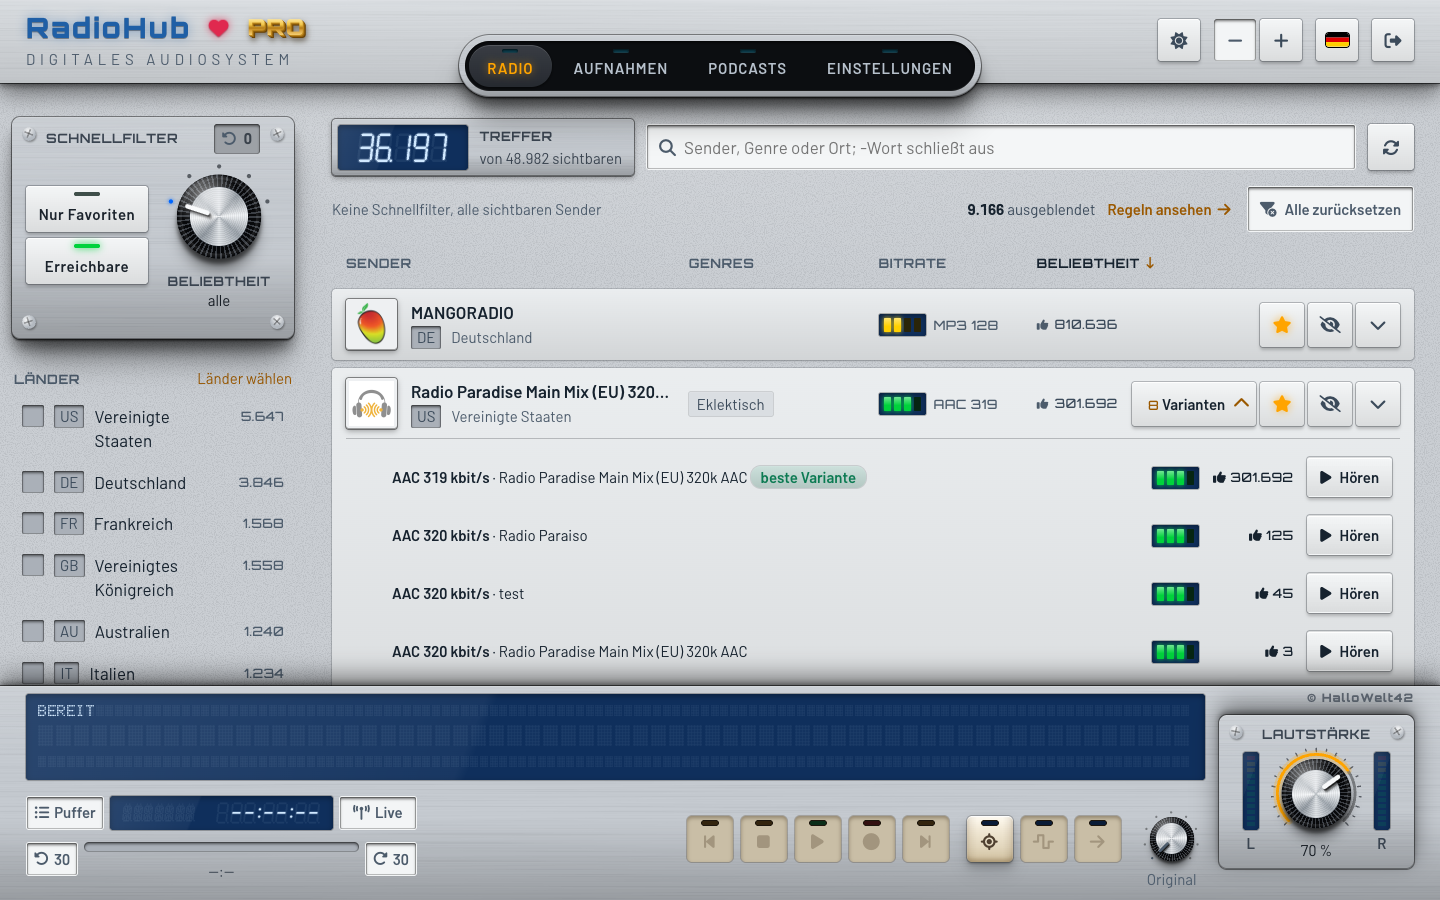 RadioHub PRO
DIGITALES AUDIOSYSTEM
RADIO AUFNAHMEN PODCASTS EINSTELLUNGEN
SCHNELLFILTER 0
Nur Favoriten
Erreichbare
BELIEBTHEIT
alle
LÄNDER Länder wählen
US Vereinigte Staaten 5.647
DE Deutschland 3.846
FR Frankreich 1.568
GB Vereinigtes Königreich 1.558
AU Australien 1.240
IT Italien 1.234
36.197 TREFFER
von 48.982 sichtbaren
Sender, Genre oder Ort; -Wort schließt aus
Keine Schnellfilter, alle sichtbaren Sender
9.166 ausgeblendet Regeln ansehen → Alle zurücksetzen
SENDER GENRES BITRATE BELIEBTHEIT ↓
MANGORADIO
DE Deutschland
MP3 128 810.636
Radio Paradise Main Mix (EU) 320...
US Vereinigte Staaten
Eklektisch AAC 319 301.692 Varianten
AAC 319 kbit/s · Radio Paradise Main Mix (EU) 320k AAC beste Variante 301.692 Hören
AAC 320 kbit/s · Radio Paraiso 125 Hören
AAC 320 kbit/s · test 45 Hören
AAC 320 kbit/s · Radio Paradise Main Mix (EU) 320k AAC 3 Hören
BEREIT
© HalloWelt42
LAUTSTÄRKE
L R
70 %
Puffer --:--:-- Live
30 30
–:–
Original